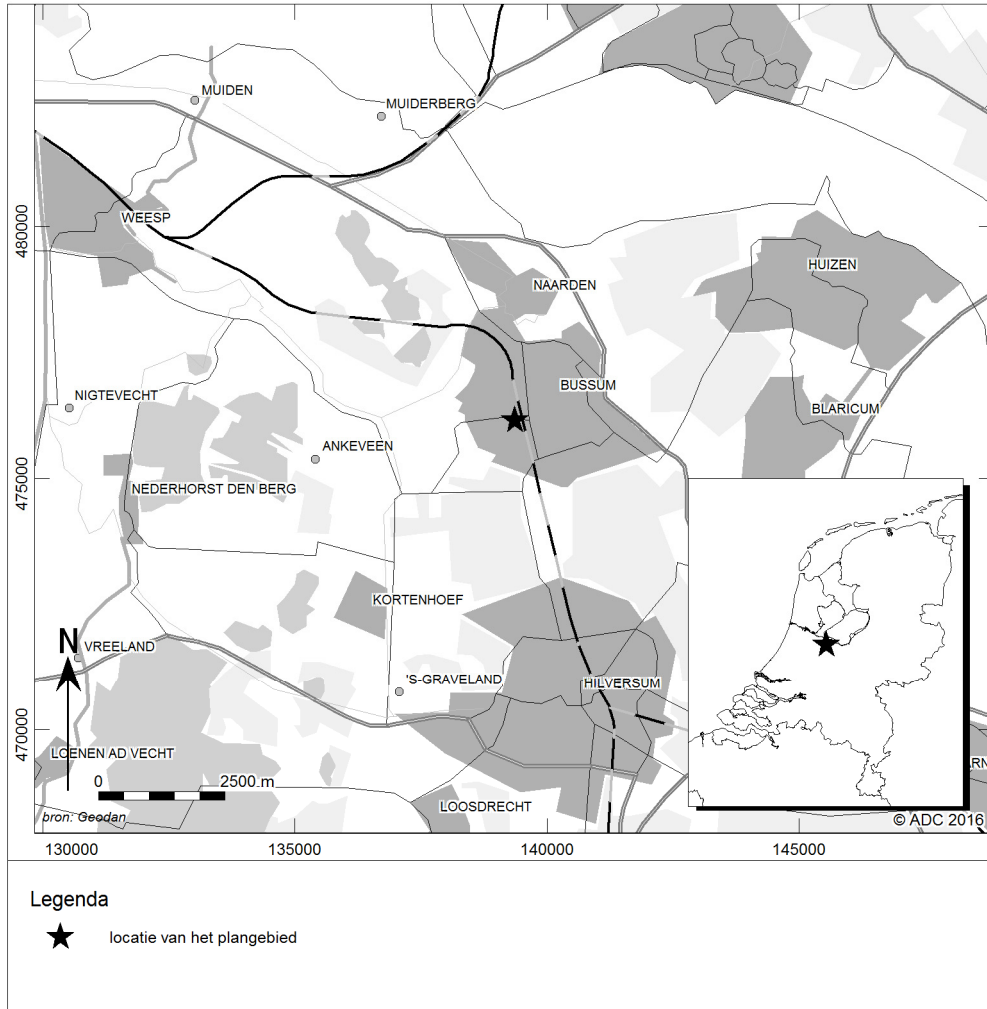 MUIDEN
MUIDERBERG
480000
WEESP
HUIZEN
NAARDEN
BUSSUM
NIGTEVECHT
BLARICUM
ANKEVEEN
475000
NEDERHORST DEN BERG
KORTENHOEF
N
VREELAND
'S-GRAVELAND
HILVERSUM
470000
LOENEN AD VECHT
ARN
0 2500 m
LOOSDRECHT
bron: Geodan
© ADC 2016
130000 135000 140000 145000
Legenda
locatie van het plangebied